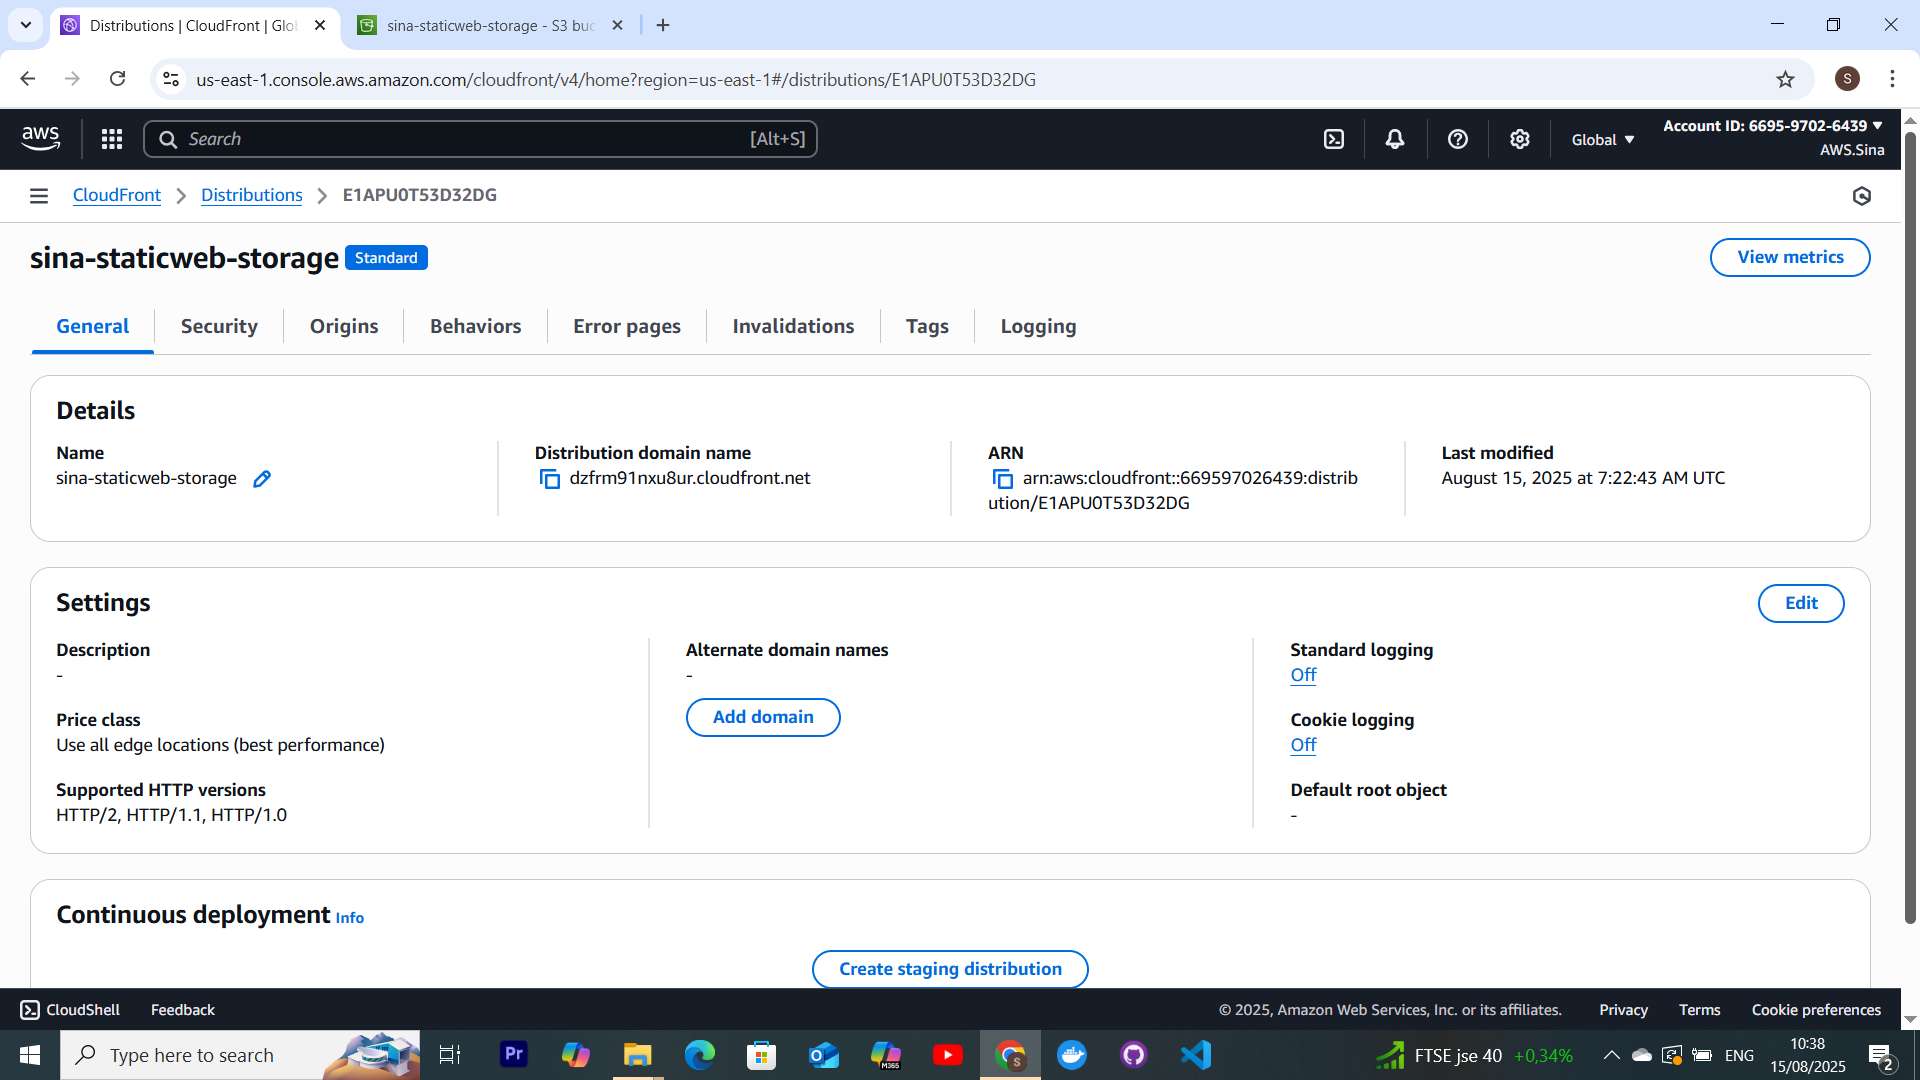 Distributions | CloudFront | Glo
sina-staticweb-storage - S3 buc
us-east-1.console.aws.amazon.com/cloudfront/v4/home?region=us-east-1#/distributions/E1APU0T53D32DG
S
aws
Search
[Alt+S]
Global
Account ID: 6695-9702-6439
AWS.Sina
CloudFront
Distributions
E1APU0T53D32DG
sina-staticweb-storage
Standard
View metrics
General
Security
Origins
Behaviors
Error pages
Invalidations
Tags
Logging
Details
Name
sina-staticweb-storage
Distribution domain name
dzfrm91nxu8ur.cloudfront.net
ARN
arn:aws:cloudfront::669597026439:distrib
ution/E1APU0T53D32DG
Last modified
August 15, 2025 at 7:22:43 AM UTC
Settings
Edit
Description
-
Price class
Use all edge locations (best performance)
Supported HTTP versions
HTTP/2, HTTP/1.1, HTTP/1.0
Alternate domain names
-
Add domain
Standard logging
Off
Cookie logging
Off
Default root object
-
Continuous deployment Info
Create staging distribution
CloudShell
Feedback
© 2025, Amazon Web Services, Inc. or its affiliates.
Privacy
Terms
Cookie preferences
Type here to search
Pr
M365
S
FTSE jse 40 +0,34%
ENG
10:38
15/08/2025
2